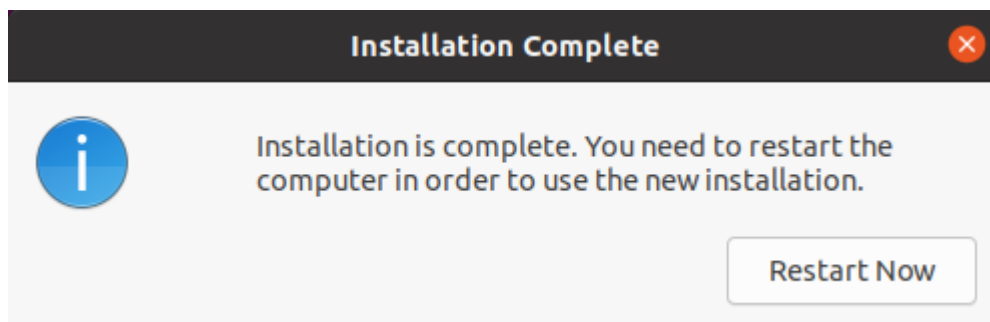 Installation Complete
Installation is complete. You need to restart the
computer in order to use the new installation.
Restart Now